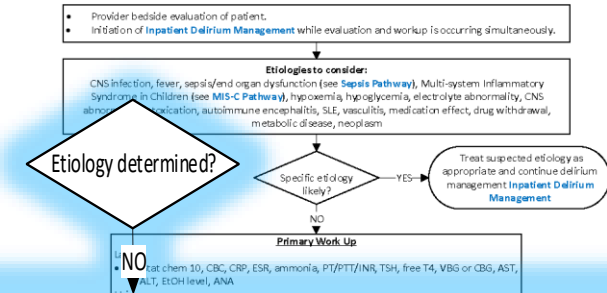 • Provider bedside evaluation of patient.
• Initiation of Inpatient Delirium Management while evaluation and workup is occurring simultaneously.
Etiologies to consider:
CNS infection, fever, sepsis/end organ dysfunction (see Sepsis Pathway), Multi-system Inflammatory
Syndrome in Children (see MIS-C Pathway), hypoxemia, hypoglycemia, electrolyte abnormality, CNS
abnor oxication, autoimmune encephalitis, SLE, vasculitis, medication effect, drug withdrawal,
metabolic disease, neoplasm
Etiology determined?
Specific etiology
likely?
YES
Treat suspected etiology as
appropriate and continue delirium
management Inpatient Delirium
Management
NO
Primary Work Up
NO
• tat chem 10, CBC, CRP, ESR, ammonia, PT/PTT/INR, TSH, free T4, VBG or CBG, AST,
ALT, EtOH level, ANA